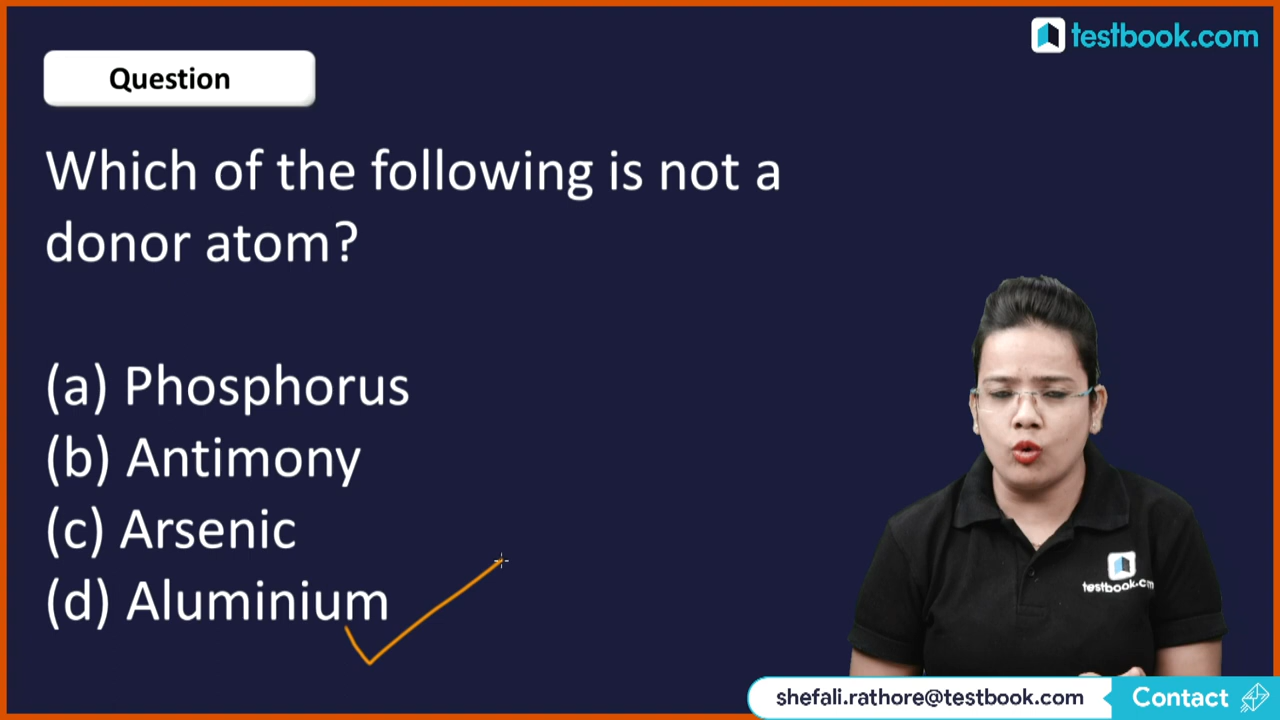 testbook.com
Question
Which of the following is not a
donor atom?
(a) Phosphorus
(b) Antimony
(c) Arsenic
(d) Aluminium
testbook.c m
shefali.rathore@testbook.com
Contact